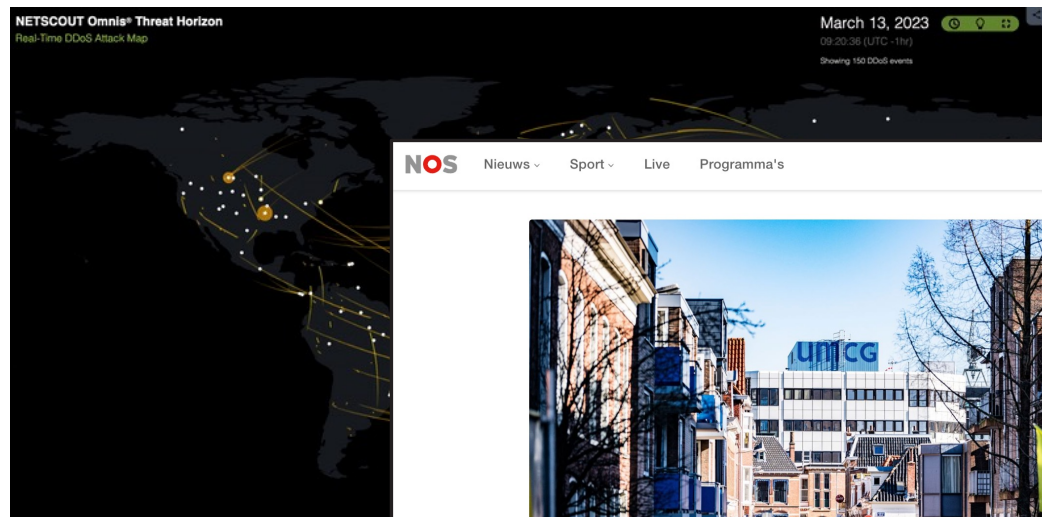 NETSCOUT Omnis® Threat Horizon
Real-Time DDoS Attack Map
March 13, 2023
09:20:36 (UTC -1hr)
Showing 150 DDoS events
NOS
Nieuws
Sport
Live
Programma's
umcg